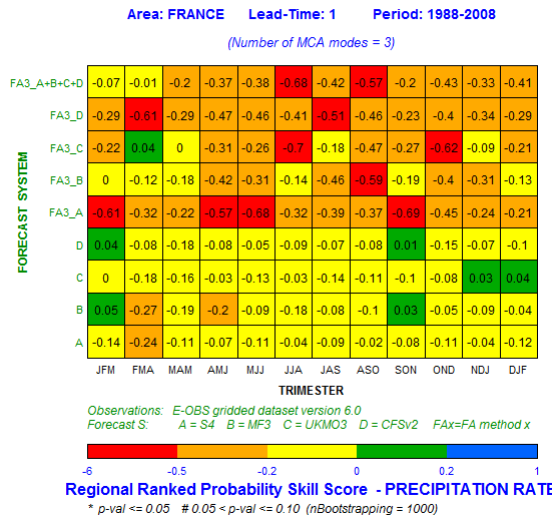 Area: FRANCE Lead-Time: 1 Period: 1988-2008
(Number of MCA modes = 3)
FORECAST SYSTEM
FA3_A+B+C+D -0.07 -0.01 -0.2 -0.37 -0.38 -0.68 -0.42 -0.57 -0.2 -0.43 -0.33 -0.41
FA3_D -0.29 -0.61 -0.29 -0.47 -0.46 -0.41 -0.51 -0.46 -0.23 -0.4 -0.34 -0.29
FA3_C -0.22 0.04 0 -0.31 -0.26 -0.7 -0.18 -0.47 -0.27 -0.62 -0.09 -0.21
FA3_B 0 -0.12 -0.18 -0.42 -0.31 -0.14 -0.46 -0.59 -0.19 -0.4 -0.31 -0.13
FA3_A -0.61 -0.32 -0.22 -0.57 -0.68 -0.32 -0.39 -0.37 -0.69 -0.45 -0.24 -0.21
D 0.04 -0.08 -0.18 -0.08 -0.05 -0.09 -0.07 -0.08 0.01 -0.15 -0.07 -0.1
C 0 -0.18 -0.16 -0.03 -0.13 -0.03 -0.14 -0.11 -0.1 -0.08 0.03 0.04
B 0.05 -0.27 -0.19 -0.2 -0.09 -0.18 -0.08 -0.1 0.03 -0.05 -0.09 -0.04
A -0.14 -0.24 -0.11 -0.07 -0.11 -0.04 -0.09 -0.02 -0.08 -0.11 -0.04 -0.12
JFM FMA MAM AMJ MJJ JJA JAS ASO SON OND NDJ DJF
TRIMESTER
Observations: E-OBS gridded dataset version 6.0
Forecast S: A = S4 B = MF3 C = UKMO3 D = CFSv2 FAx=FA method x
-6 -0.5 -0.2 0 0.2 1
Regional Ranked Probability Skill Score - PRECIPITATION RATE
* p-val <= 0.05 # 0.05 < p-val <= 0.10 (nBootstrapping = 1000)